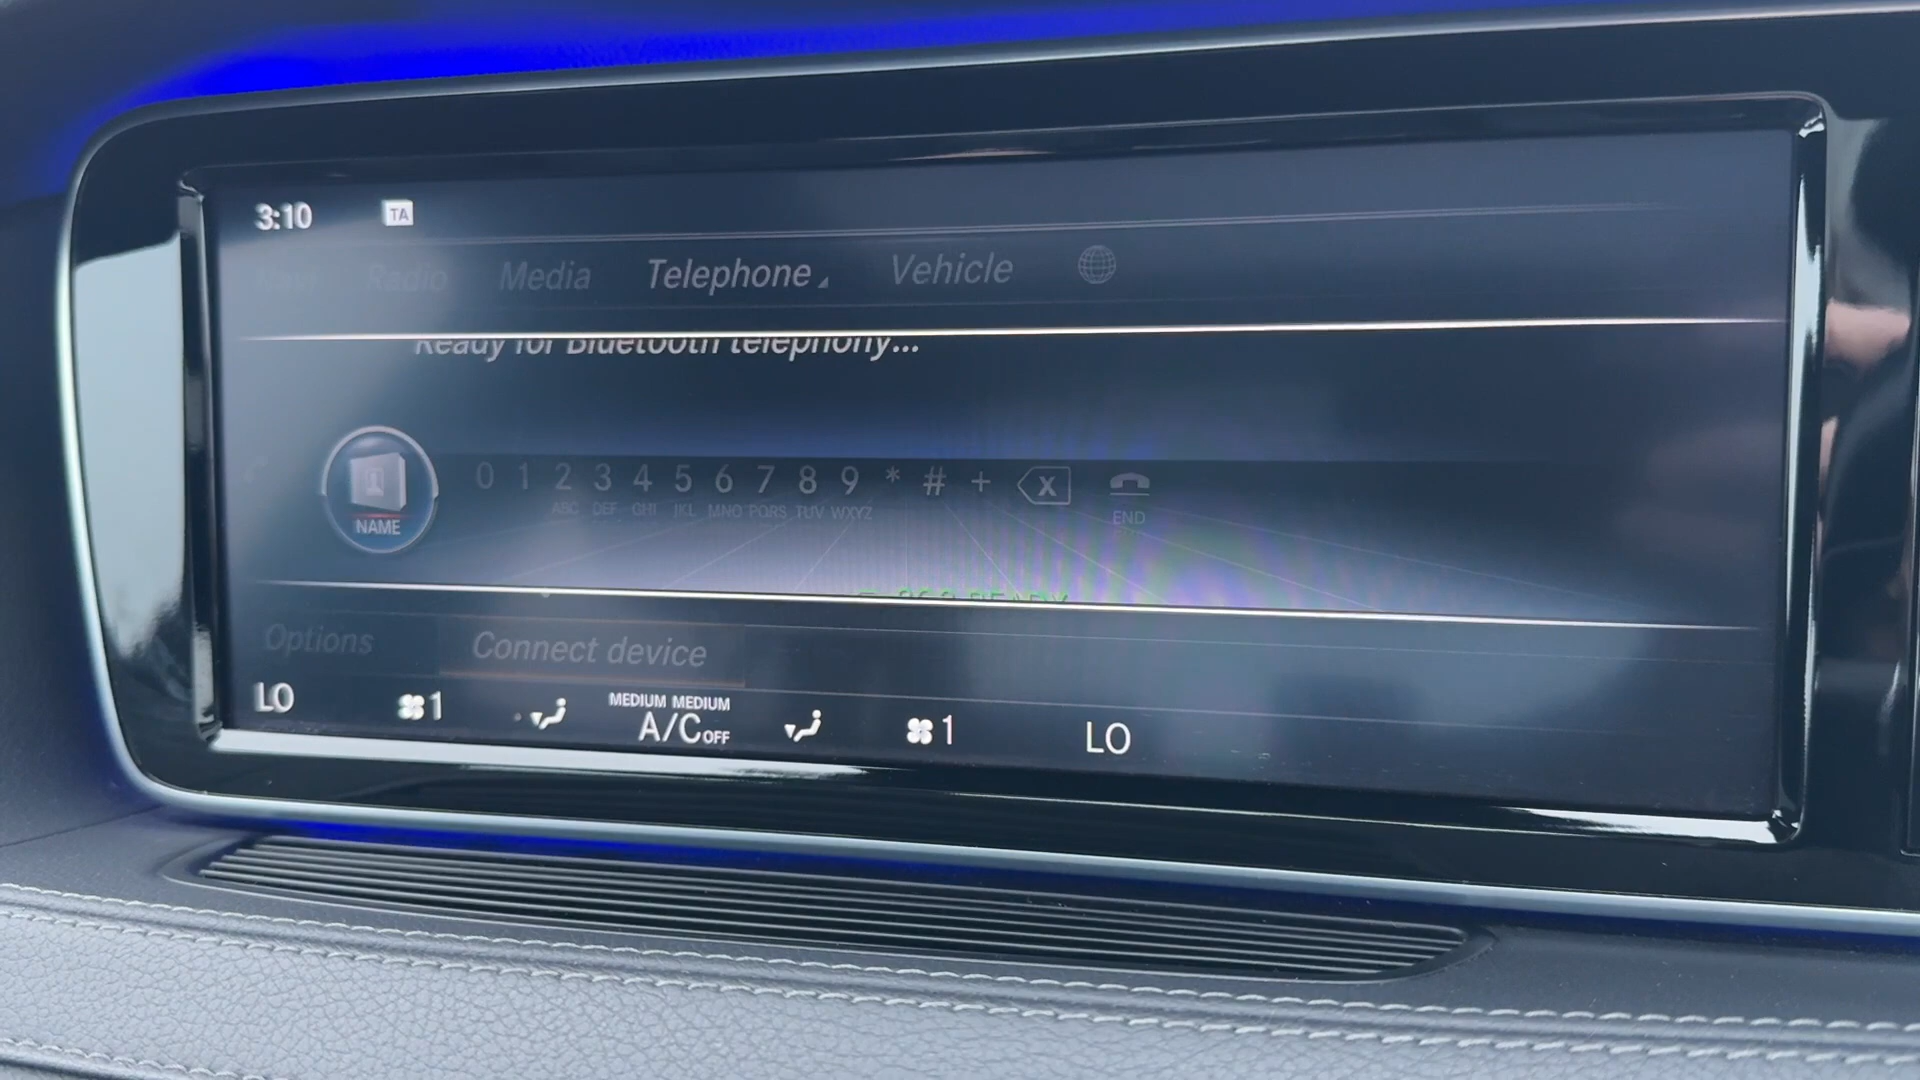 3:10 TA
Radio Media Telephone Vehicle
Ready for Bluetooth telephony...
0 1 2 3 4 5 6 7 8 9 * # + X
ABC DEF GHI JKL MNO PQRS TUV WXYZ END
NAME
READY
Options Connect device
LO 1 MEDIUM MEDIUM 1 LO
A/C OFF